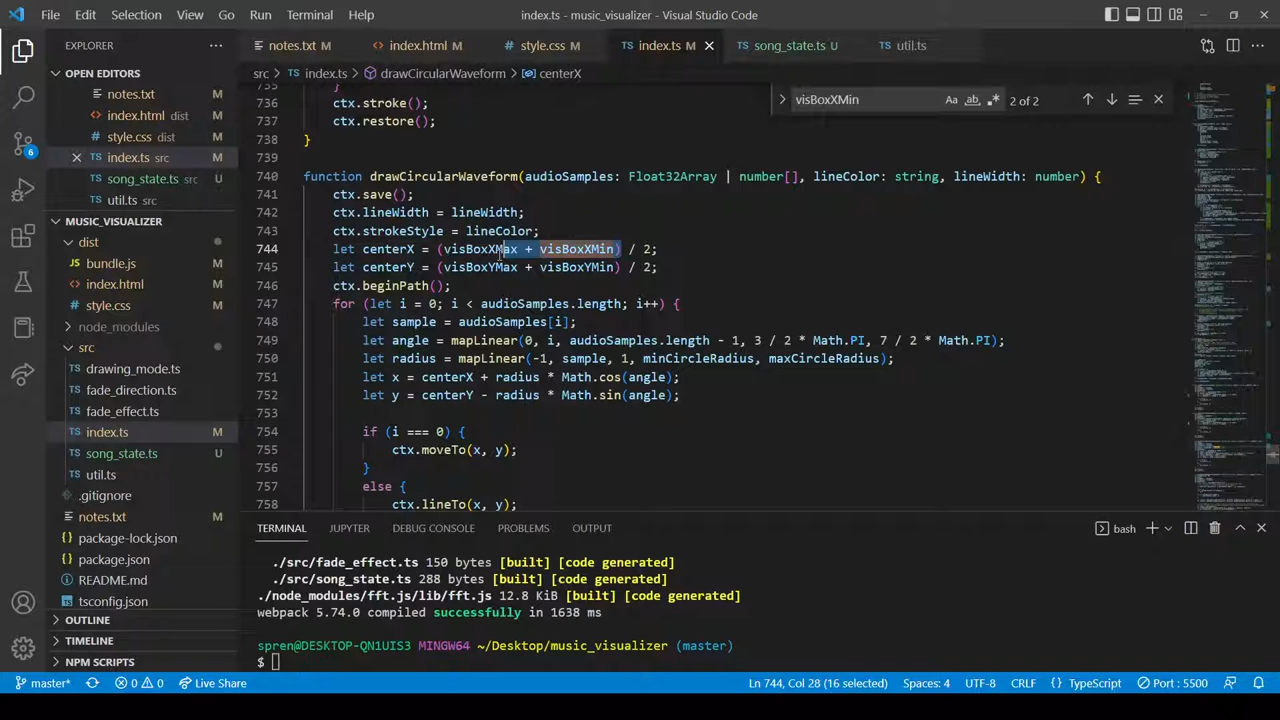 File Edit Selection View Go Run Terminal Help index.ts - music_visualizer - Visual Studio Code
EXPLORER
OPEN EDITORS
notes.txt M
index.html dist M
style.css dist M
index.ts src M
song_state.ts src U
util.ts src
MUSIC_VISUALIZER
dist
bundle.js M
index.html M
style.css M
node_modules
src
drawing_mode.ts
fade_direction.ts
fade_effect.ts
index.ts M
song_state.ts U
util.ts
.gitignore
notes.txt M
package-lock.json
package.json
README.md
tsconfig.json
OUTLINE
TIMELINE
NPM SCRIPTS
6
notes.txt M index.html M style.css M index.ts M song_state.ts U util.ts
src > index.ts > drawCircularWaveform > centerX
visBoxXMin Aa ab 2 of 2
735 }
736 ctx.stroke();
737 ctx.restore();
738 }
739
740 function drawCircularWaveform(audioSamples: Float32Array | number[], lineColor: string, lineWidth: number) {
741 ctx.save();
742 ctx.lineWidth = lineWidth;
743 ctx.strokeStyle = lineColor;
744 let centerX = (visBoxXMax + visBoxXMin) / 2;
745 let centerY = (visBoxYMax + visBoxYMin) / 2;
746 ctx.beginPath();
747 for (let i = 0; i < audioSamples.length; i++) {
748 let sample = audioSamples[i];
749 let angle = mapLinear(0, i, audioSamples.length - 1, 3 / 2 * Math.PI, 7 / 2 * Math.PI);
750 let radius = mapLinear(-1, sample, 1, minCircleRadius, maxCircleRadius);
751 let x = centerX + radius * Math.cos(angle);
752 let y = centerY - radius * Math.sin(angle);
753
754 if (i === 0) {
755 ctx.moveTo(x, y);
756 }
757 else {
758 ctx.lineTo(x, y);
TERMINAL JUPYTER DEBUG CONSOLE PROBLEMS OUTPUT bash
./src/fade_effect.ts 150 bytes [built] [code generated]
./src/song_state.ts 288 bytes [built] [code generated]
./node_modules/fft.js/lib/fft.js 12.8 KiB [built] [code generated]
webpack 5.74.0 compiled successfully in 1638 ms
spren@DESKTOP-QN1UIS3 MINGW64 ~/Desktop/music_visualizer (master)
$
master* 0 0 Live Share Ln 744, Col 28 (16 selected) Spaces: 4 UTF-8 CRLF TypeScript Port : 5500